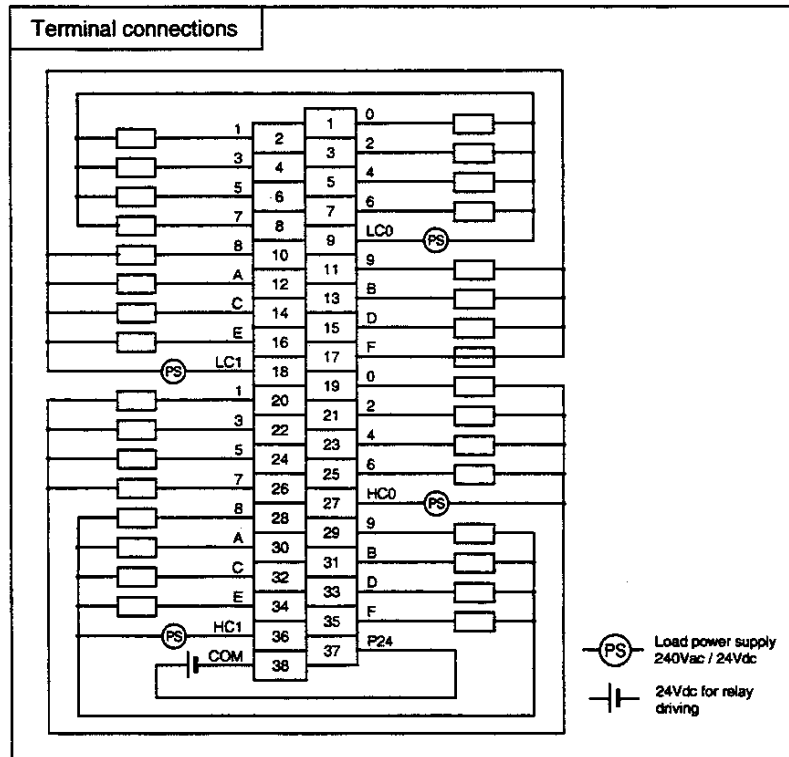 Terminal connections
1 2 1 0
3 4 3 2
5 6 5 4
7 8 7 6
8 10 9 LC0 PS
A 12 11 9
C 14 13 B
E 16 15 D
PS LC1 18 17 F
1 20 19 0
3 22 21 2
5 24 23 4
7 26 25 6
8 28 27 HC0 PS
A 30 29 9
C 32 31 B
E 34 33 D
PS HC1 36 35 F
COM 38 37 P24
PS Load power supply
240Vac / 24Vdc
24Vdc for relay
driving